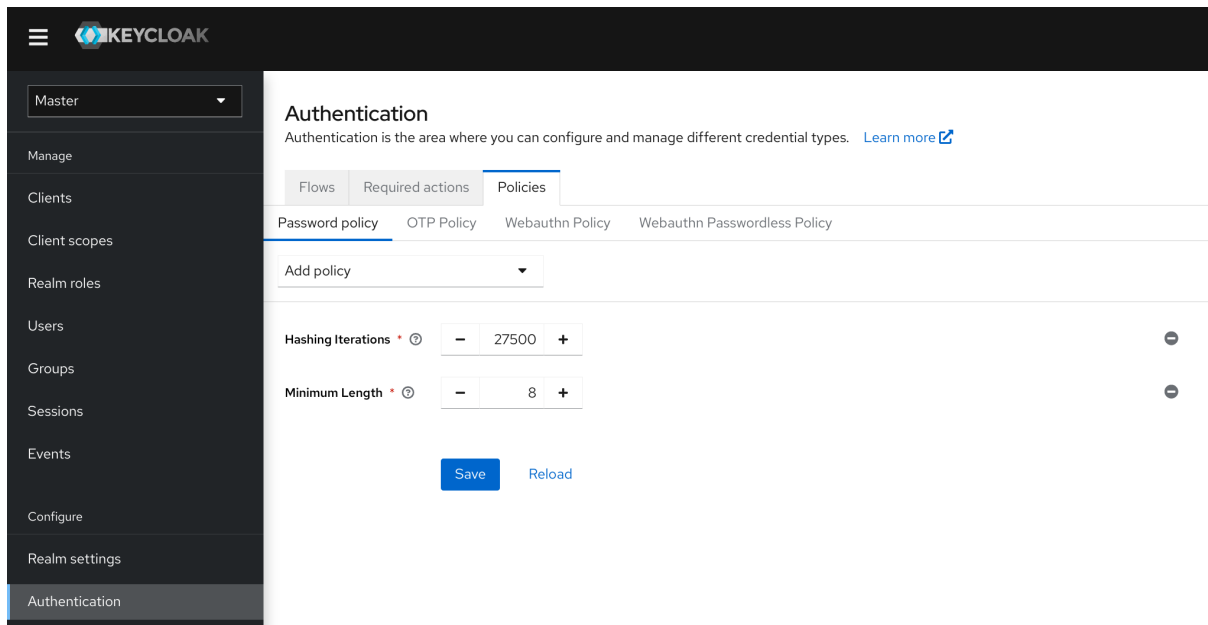 KEYCLOAK
Master
Manage
Clients
Client scopes
Realm roles
Users
Groups
Sessions
Events
Configure
Realm settings
Authentication
Authentication
Authentication is the area where you can configure and manage different credential types. Learn more
Flows Required actions Policies
Password policy OTP Policy Webauthn Policy Webauthn Passwordless Policy
Add policy
Hashing Iterations * 27500
Minimum Length * 8
Save Reload